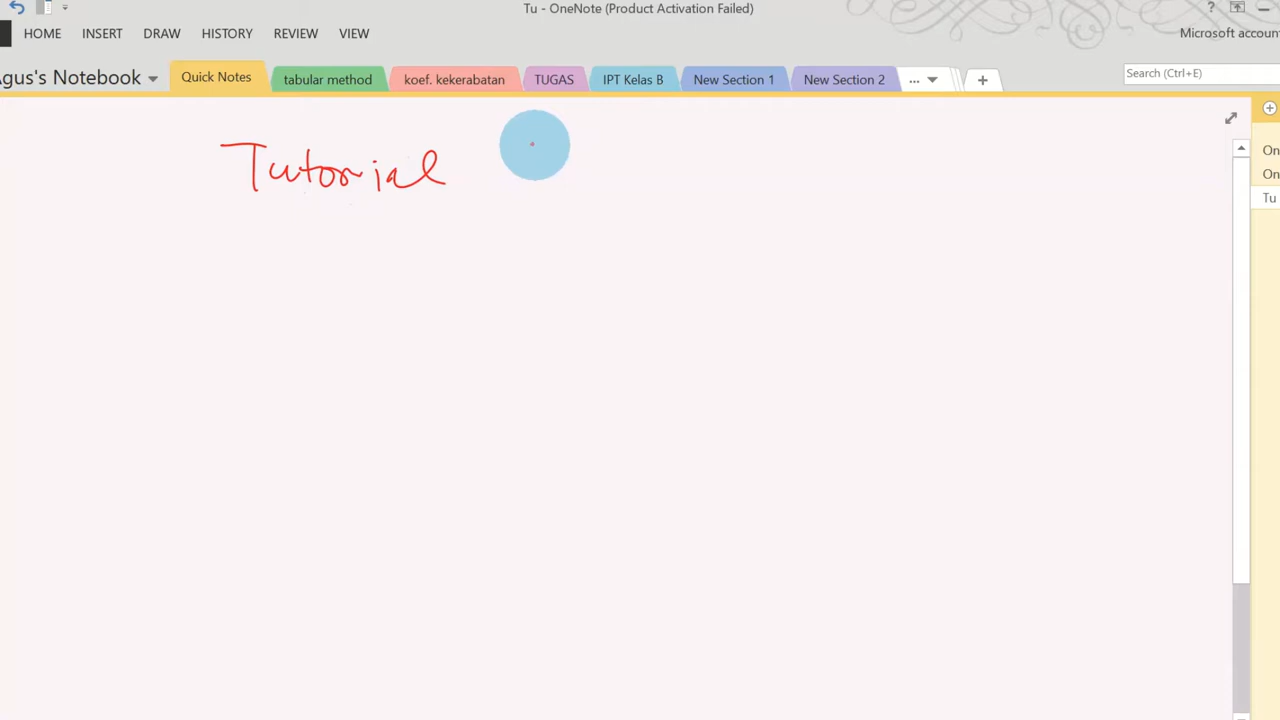 Tu - OneNote (Product Activation Failed)
?
HOME INSERT DRAW HISTORY REVIEW VIEW
Microsoft accoun
gus's Notebook
Quick Notes
tabular method
koef. kekerabatan
TUGAS
IPT Kelas B
New Section 1
New Section 2
...
+
Search (Ctrl+E)
Tutorial
On
On
Tu